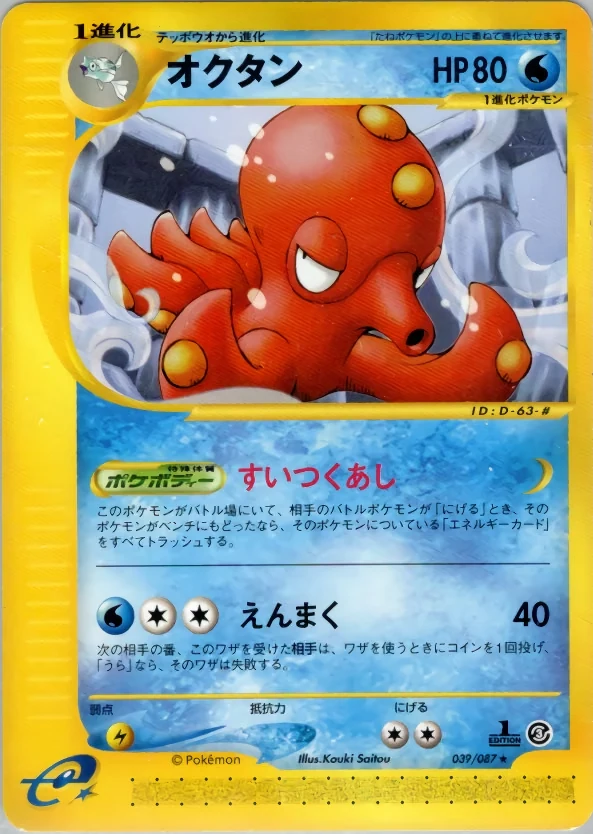 1進化
テッポウオから進化
「たねポケモン」の上に重ねて進化させます
オクタン
HP80
1進化ポケモン
ID:D-63-#
特殊体質
ポケボディー
すいつくあし
このポケモンがバトル場にいて、相手のバトルポケモンが「にげる」とき、その
ポケモンがベンチにもどったなら、そのポケモンについている「エネルギーカード」
をすべてトラッシュする。
えんまく
40
次の相手の番、このワザを受けた相手は、ワザを使うときにコインを1回投げ、
「うら」なら、そのワザは失敗する。
弱点
抵抗力
にげる
1
EDITION
3
©Pokémon
Illus.Kouki Saitou
039/087★
e